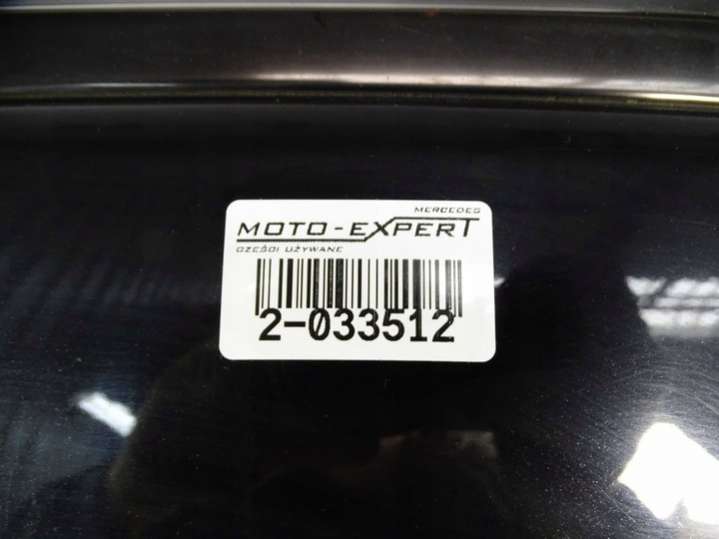 MERCEDES
MOTO-EXPERT
CZĘŚCI UŻYWANE
2-033512